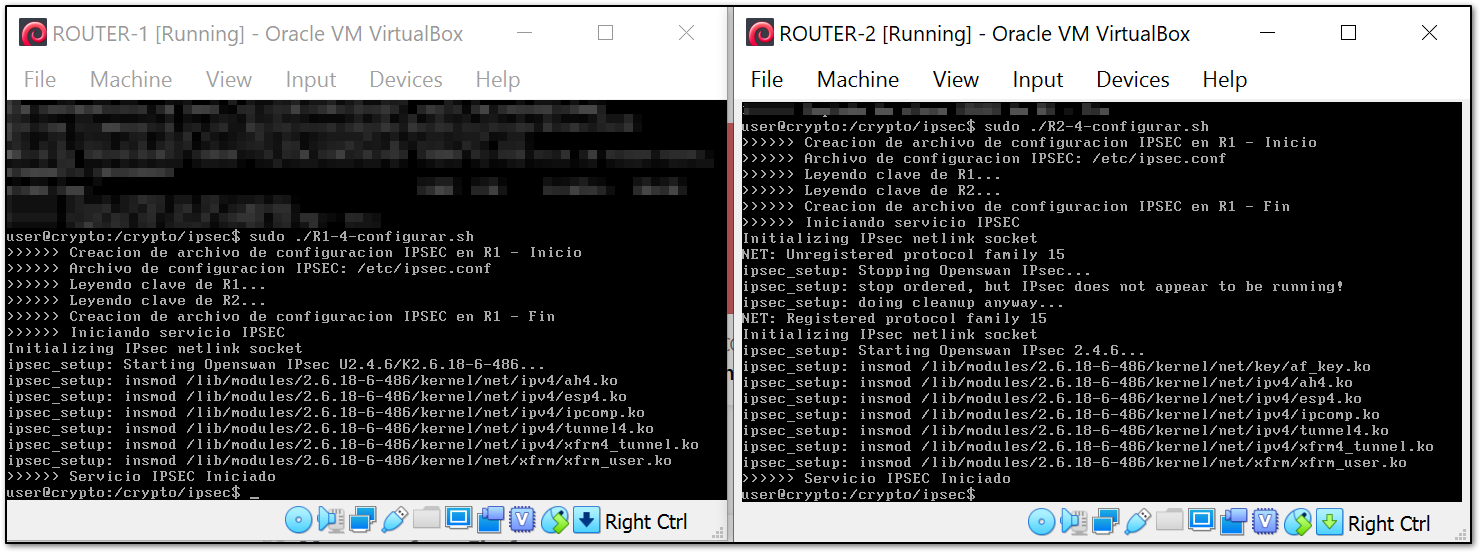 ROUTER-1 [Running] - Oracle VM VirtualBox
File Machine View Input Devices Help
user@crypto:/crypto/ipsec$ sudo ./R1-4-configurar.sh
>>>>>> Creacion de archivo de configuracion IPSEC en R1 - Inicio
>>>>>> Archivo de configuracion IPSEC: /etc/ipsec.conf
>>>>>> Leyendo clave de R1...
>>>>>> Leyendo clave de R2...
>>>>>> Creacion de archivo de configuracion IPSEC en R1 - Fin
>>>>>> Iniciando servicio IPSEC
Initializing IPsec netlink socket
ipsec_setup: Starting Openswan IPsec U2.4.6/K2.6.18-6-486...
ipsec_setup: insmod /lib/modules/2.6.18-6-486/kernel/net/ipv4/ah4.ko
ipsec_setup: insmod /lib/modules/2.6.18-6-486/kernel/net/ipv4/esp4.ko
ipsec_setup: insmod /lib/modules/2.6.18-6-486/kernel/net/ipv4/ipcomp.ko
ipsec_setup: insmod /lib/modules/2.6.18-6-486/kernel/net/ipv4/tunnel4.ko
ipsec_setup: insmod /lib/modules/2.6.18-6-486/kernel/net/ipv4/xfrm4_tunnel.ko
ipsec_setup: insmod /lib/modules/2.6.18-6-486/kernel/net/xfrm/xfrm_user.ko
>>>>>> Servicio IPSEC Iniciado
user@crypto:/crypto/ipsec$ _
Right Ctrl
ROUTER-2 [Running] - Oracle VM VirtualBox
File Machine View Input Devices Help
user@crypto:/crypto/ipsec$ sudo ./R2-4-configurar.sh
>>>>>> Creacion de archivo de configuracion IPSEC en R1 - Inicio
>>>>>> Archivo de configuracion IPSEC: /etc/ipsec.conf
>>>>>> Leyendo clave de R1...
>>>>>> Leyendo clave de R2...
>>>>>> Creacion de archivo de configuracion IPSEC en R1 - Fin
>>>>>> Iniciando servicio IPSEC
Initializing IPsec netlink socket
NET: Unregistered protocol family 15
ipsec_setup: Stopping Openswan IPsec...
ipsec_setup: stop ordered, but IPsec does not appear to be running!
ipsec_setup: doing cleanup anyway...
NET: Registered protocol family 15
Initializing IPsec netlink socket
ipsec_setup: Starting Openswan IPsec 2.4.6...
ipsec_setup: insmod /lib/modules/2.6.18-6-486/kernel/net/key/af_key.ko
ipsec_setup: insmod /lib/modules/2.6.18-6-486/kernel/net/ipv4/ah4.ko
ipsec_setup: insmod /lib/modules/2.6.18-6-486/kernel/net/ipv4/esp4.ko
ipsec_setup: insmod /lib/modules/2.6.18-6-486/kernel/net/ipv4/ipcomp.ko
ipsec_setup: insmod /lib/modules/2.6.18-6-486/kernel/net/ipv4/tunnel4.ko
ipsec_setup: insmod /lib/modules/2.6.18-6-486/kernel/net/ipv4/xfrm4_tunnel.ko
ipsec_setup: insmod /lib/modules/2.6.18-6-486/kernel/net/xfrm/xfrm_user.ko
>>>>>> Servicio IPSEC Iniciado
user@crypto:/crypto/ipsec$
Right Ctrl